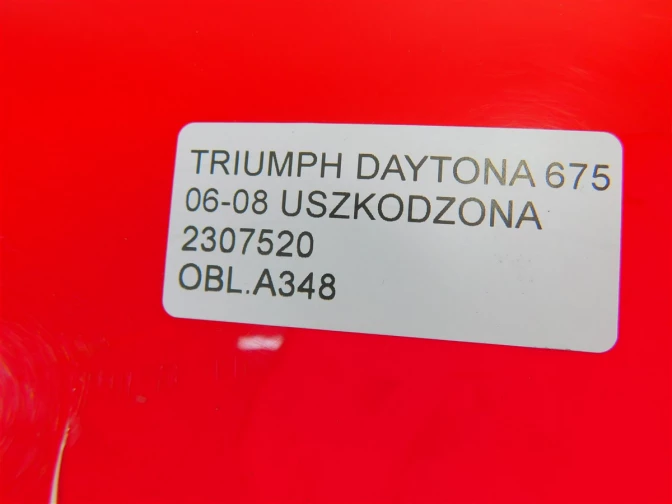 TRIUMPH DAYTONA 675
06-08 USZKODZONA
2307520
OBL.A348